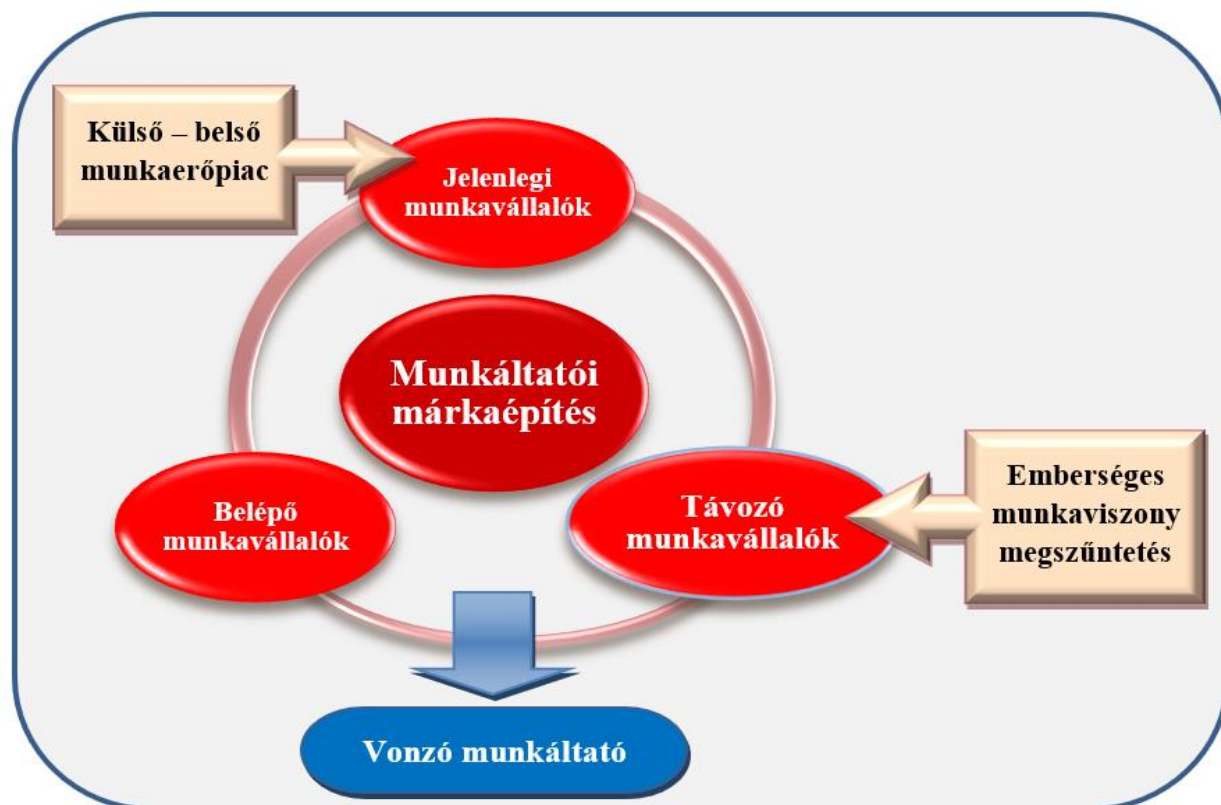 Külső – belső
munkaerőpiac
Jelenlegi
munkavállalók
Munkáltatói
márkaépítés
Belépő
munkavállalók
Távozó
munkavállalók
Emberséges
munkaviszony
megszűntetés
Vonzó munkáltató